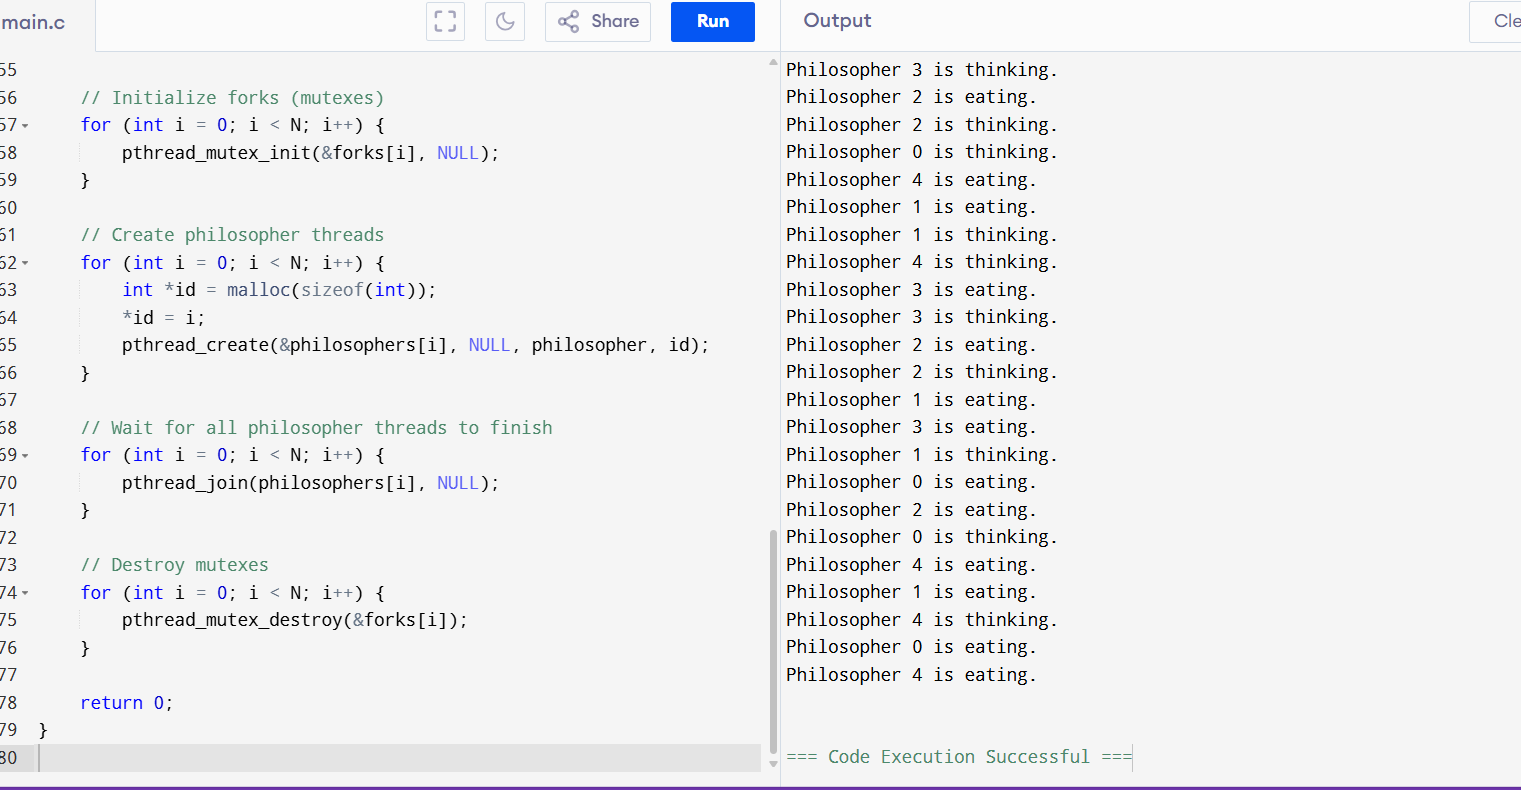 main.c
Share
Run
Output
Cle
55
56 // Initialize forks (mutexes)
57 for (int i = 0; i < N; i++) {
58 pthread_mutex_init(&forks[i], NULL);
59 }
60
61 // Create philosopher threads
62 for (int i = 0; i < N; i++) {
63 int *id = malloc(sizeof(int));
64 *id = i;
65 pthread_create(&philosophers[i], NULL, philosopher, id);
66 }
67
68 // Wait for all philosopher threads to finish
69 for (int i = 0; i < N; i++) {
70 pthread_join(philosophers[i], NULL);
71 }
72
73 // Destroy mutexes
74 for (int i = 0; i < N; i++) {
75 pthread_mutex_destroy(&forks[i]);
76 }
77
78 return 0;
79 }
80
Philosopher 3 is thinking.
Philosopher 2 is eating.
Philosopher 2 is thinking.
Philosopher 0 is thinking.
Philosopher 4 is eating.
Philosopher 1 is eating.
Philosopher 1 is thinking.
Philosopher 4 is thinking.
Philosopher 3 is eating.
Philosopher 3 is thinking.
Philosopher 2 is eating.
Philosopher 2 is thinking.
Philosopher 1 is eating.
Philosopher 3 is eating.
Philosopher 1 is thinking.
Philosopher 0 is eating.
Philosopher 2 is eating.
Philosopher 0 is thinking.
Philosopher 4 is eating.
Philosopher 1 is eating.
Philosopher 4 is thinking.
Philosopher 0 is eating.
Philosopher 4 is eating.
=== Code Execution Successful ===